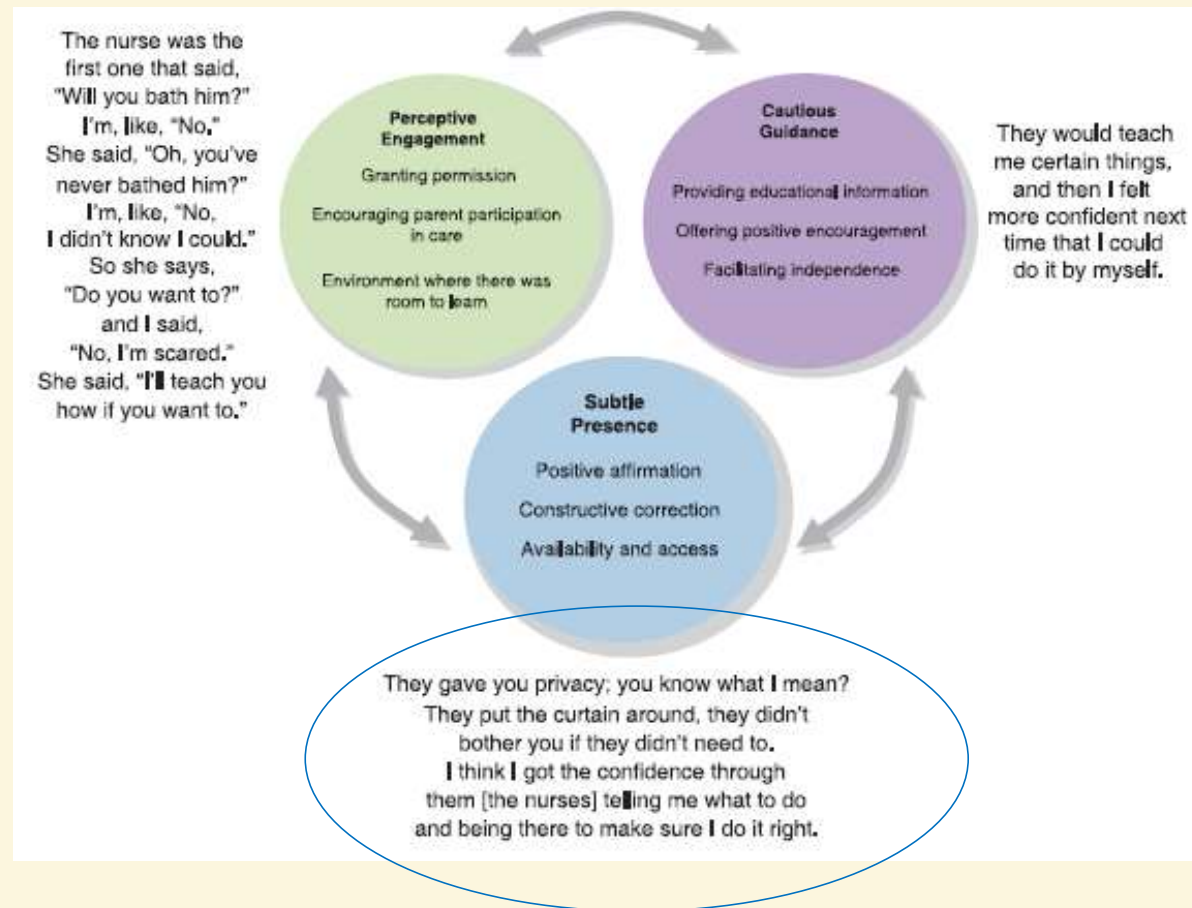 The nurse was the
first one that said,
"Will you bath him?"
I'm, like, "No."
She said, "Oh, you've
never bathed him?"
I'm, like, "No,
I didn't know I could."
So she says,
"Do you want to?"
and I said,
"No, I'm scared."
She said, "I'll teach you
how if you want to."
Perceptive
Engagement
Granting permission
Encouraging parent participation
in care
Environment where there was
room to learn
Cautious
Guidance
Providing educational information
Offering positive encouragement
Facilitating independence
They would teach
me certain things,
and then I felt
more confident next
time that I could
do it by myself.
Subtle
Presence
Positive affirmation
Constructive correction
Availability and access
They gave you privacy; you know what I mean?
They put the curtain around, they didn't
bother you if they didn't need to.
I think I got the confidence through
them [the nurses] telling me what to do
and being there to make sure I do it right.